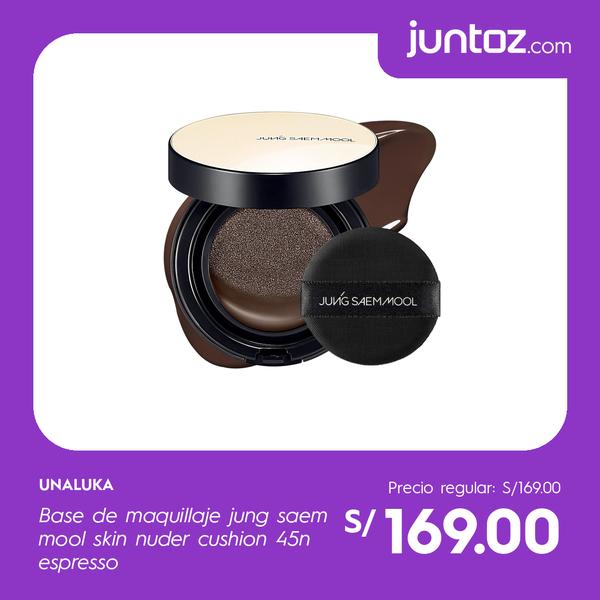 juntoz.com
JUNG SAEMMOOL
JUNG SAEMMOOL
UNALUKA
Base de maquillaje jung saem
mool skin nuder cushion 45n
espresso
Precio regular: S/169.00
S/169.00